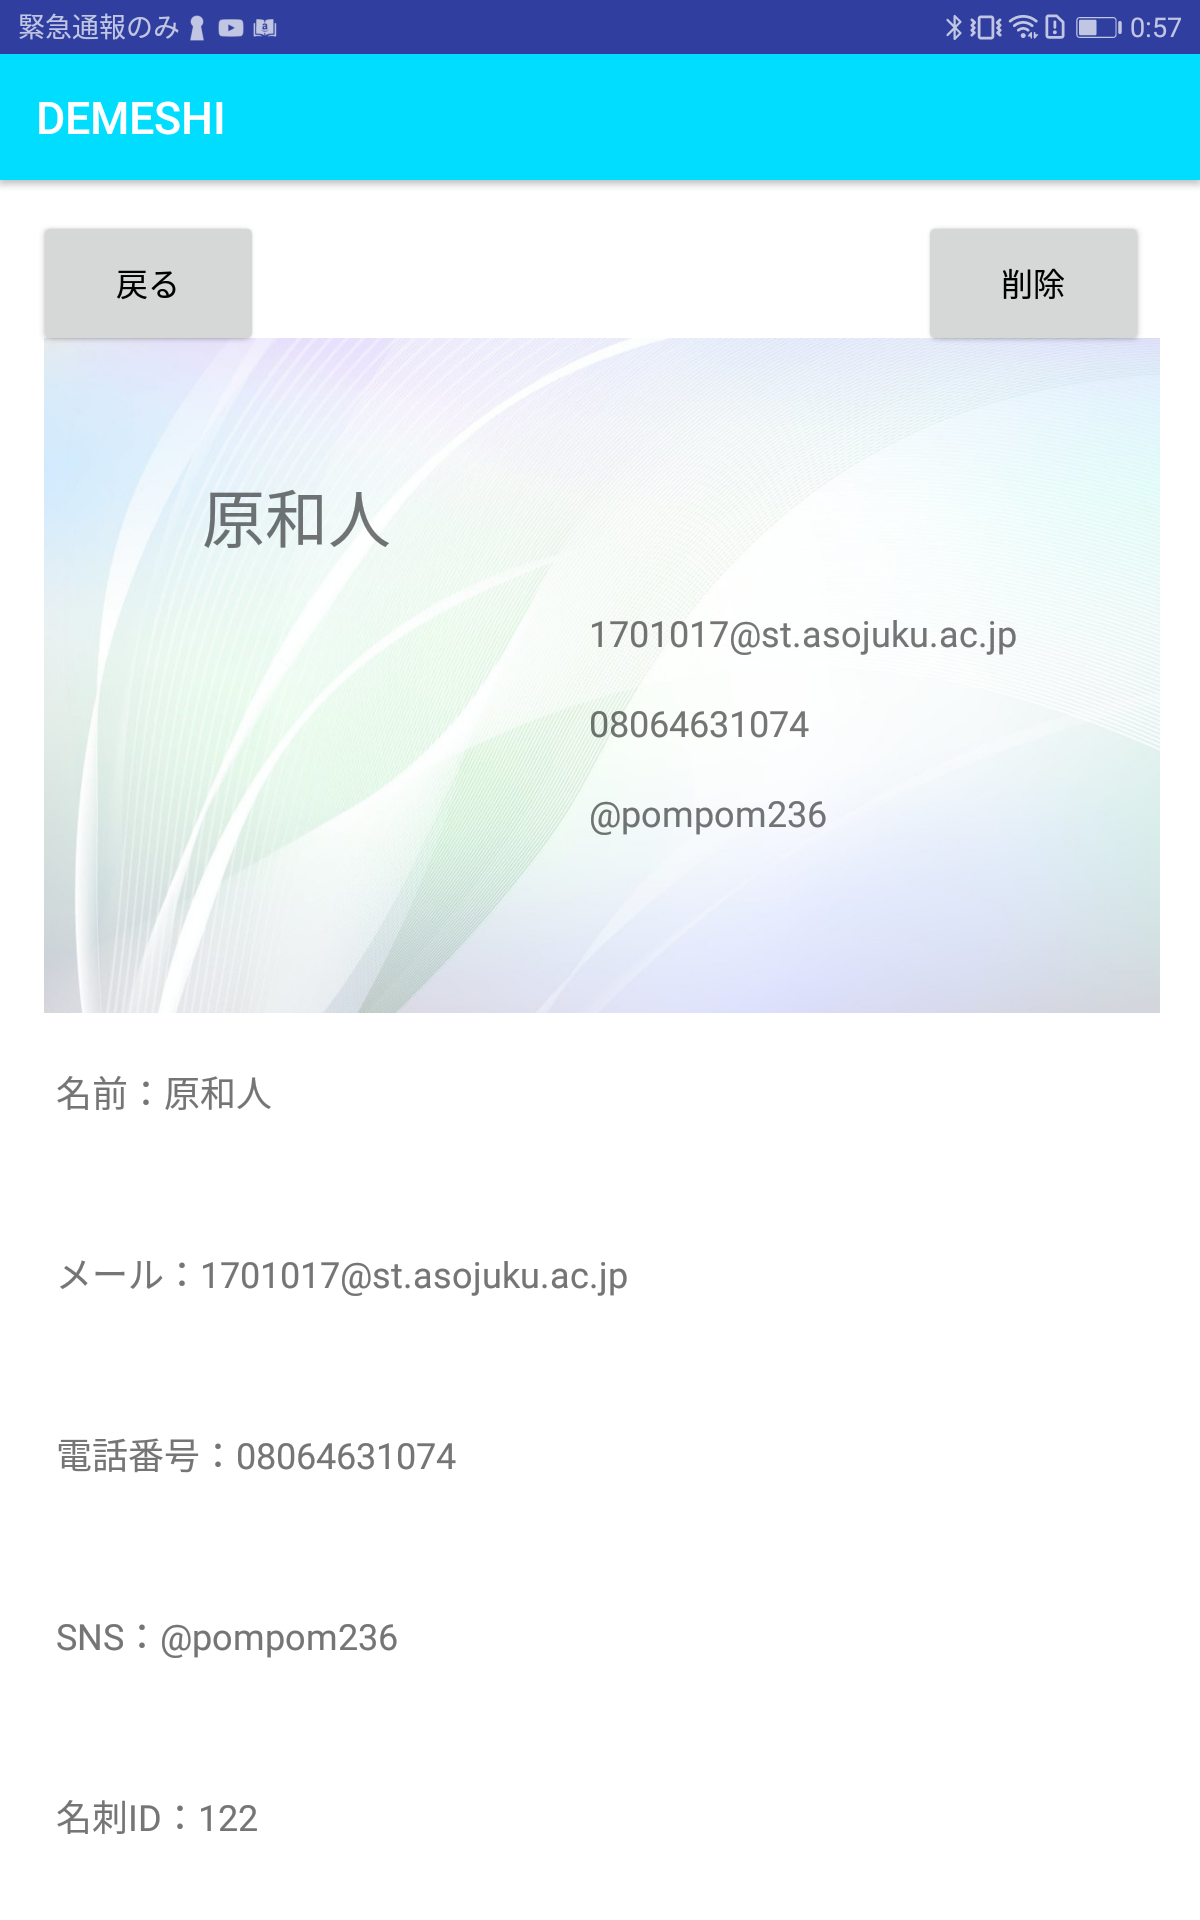 緊急通報のみ 0:57
DEMESHI
戻る 削除
原和人
1701017@st.asojuku.ac.jp
08064631074
@pompom236
名前：原和人
メール：1701017@st.asojuku.ac.jp
電話番号：08064631074
SNS：@pompom236
名刺ID：122